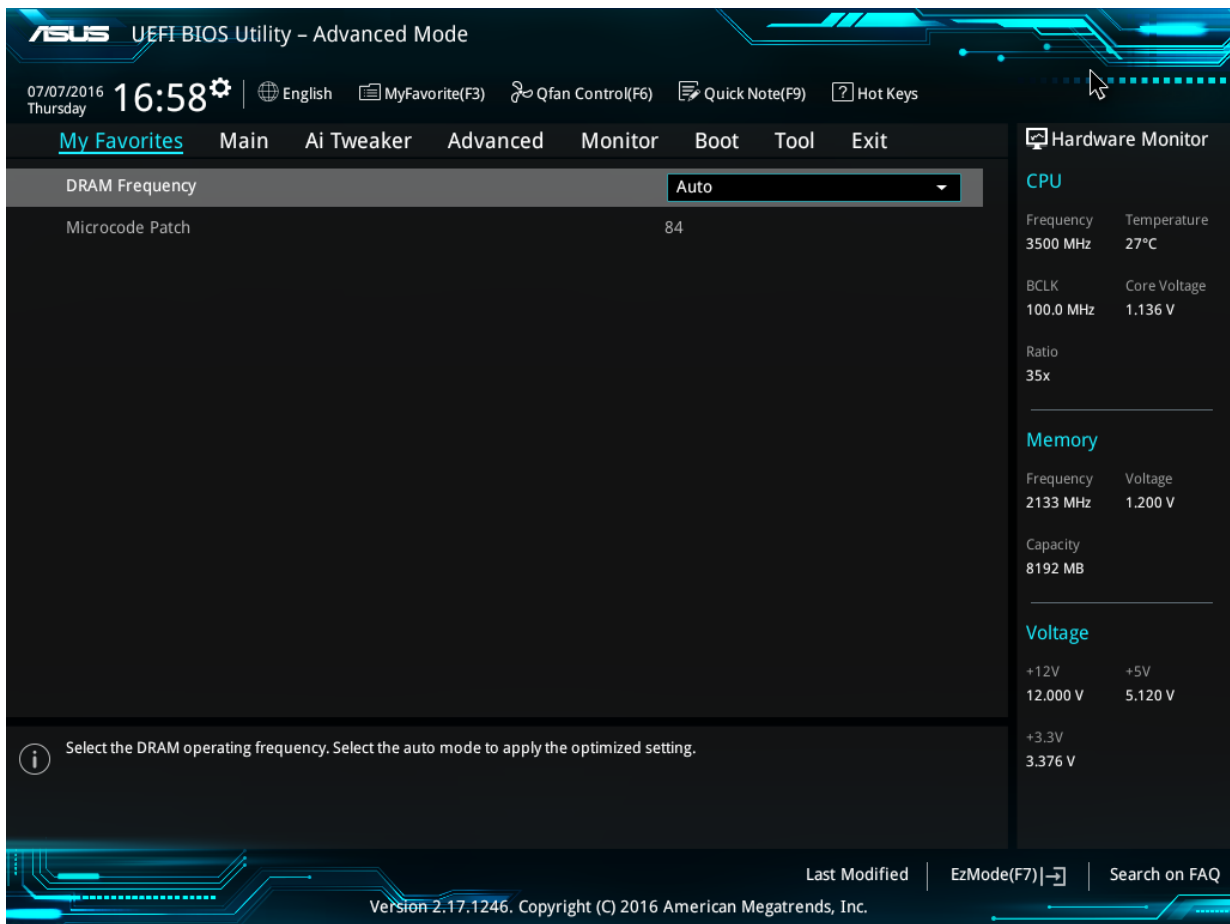 ASUS UEFI BIOS Utility – Advanced Mode
07/07/2016
Thursday
16:58
English
MyFavorite(F3)
Qfan Control(F6)
Quick Note(F9)
? Hot Keys
My Favorites
Main
Ai Tweaker
Advanced
Monitor
Boot
Tool
Exit
DRAM Frequency
Auto
Microcode Patch
84
Hardware Monitor
CPU
Frequency Temperature
3500 MHz 27°C
BCLK Core Voltage
100.0 MHz 1.136 V
Ratio
35x
Memory
Frequency Voltage
2133 MHz 1.200 V
Capacity
8192 MB
Voltage
+12V +5V
12.000 V 5.120 V
+3.3V
3.376 V
i
Select the DRAM operating frequency. Select the auto mode to apply the optimized setting.
Last Modified
EzMode(F7)
Search on FAQ
Version 2.17.1246. Copyright (C) 2016 American Megatrends, Inc.